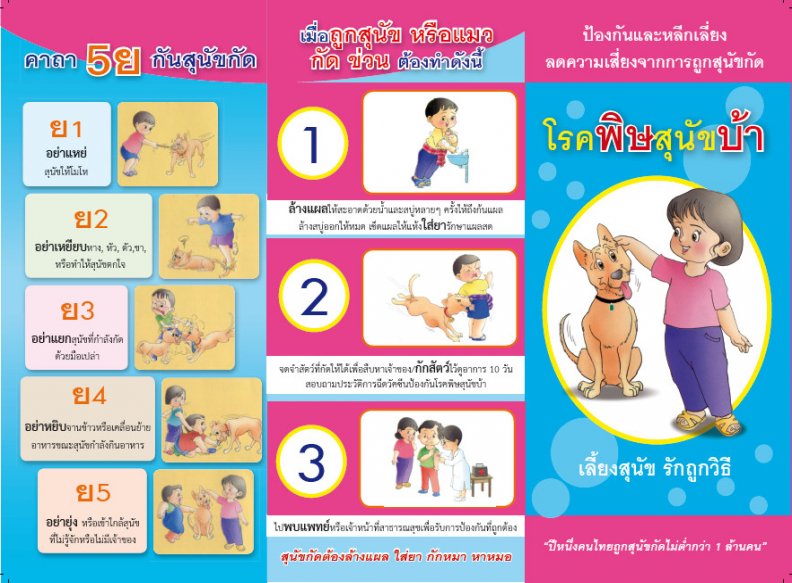 คาถา 5ย กันสุนัขกัด
ย1
อย่าแหย่
สุนัขให้โมโห
ย2
อย่าเหยียบหาง, หัว, ตัว,ขา,
หรือทำให้สุนัขตกใจ
ย3
อย่าแยกสุนัขที่กำลังกัด
ด้วยมือเปล่า
ย4
อย่าหยิบจานข้าวหรือเคลื่อนย้าย
อาหารขณะสุนัขกำลังกินอาหาร
ย5
อย่ายุ่ง หรือเข้าใกล้สุนัข
ที่ไม่รู้จักหรือไม่มีเจ้าของ
เมื่อถูกสุนัข หรือแมว
กัด ข่วน ต้องทำดังนี้
1
ล้างแผลให้สะอาดด้วยน้ำและสบู่หลายๆ ครั้งให้ถึงก้นแผล
ล้างสบู่ออกให้หมด เช็ดแผลให้แห้งใส่ยารักษาแผลสด
2
จดจำสัตว์ที่กัดให้ได้เพื่อสืบหาเจ้าของ/กักสัตว์ไว้ดูอาการ 10 วัน
สอบถามประวัติการฉีดวัคซีนป้องกันโรคพิษสุนัขบ้า
3
ไปพบแพทย์หรือเจ้าหน้าที่สาธารณสุขเพื่อรับการป้องกันที่ถูกต้อง
สุนัขกัดต้องล้างแผล ใส่ยา กักหมา หาหมอ
ป้องกันและหลีกเลี่ยง
ลดความเสี่ยงจากการถูกสุนัขกัด
โรคพิษสุนัขบ้า
เลี้ยงสุนัข รักถูกวิธี
"ปีหนึ่งคนไทยถูกสุนัขกัดไม่ต่ำกว่า 1 ล้านคน"